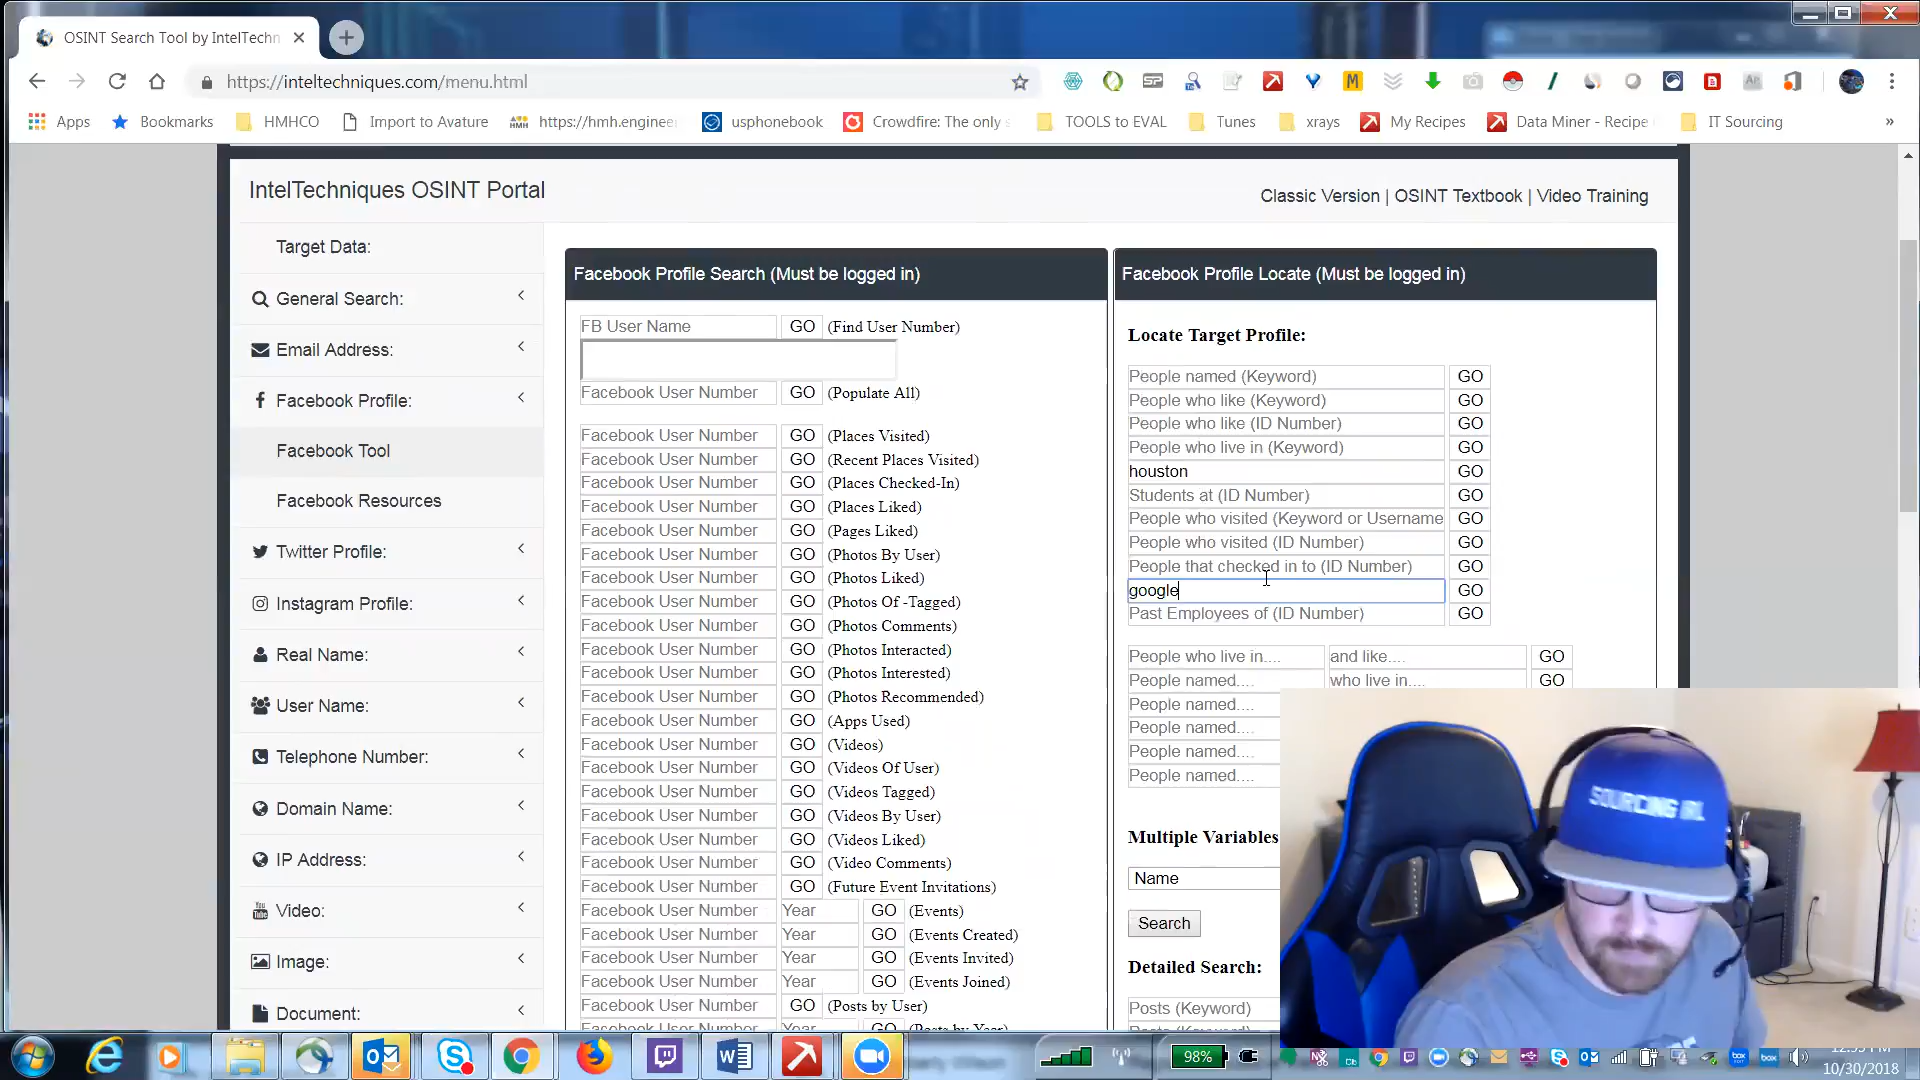 OSINT Search Tool by IntelTechn
https://inteltechniques.com/menu.html
Apps
Bookmarks
HMHCO
Import to Avature
https://hmh.enginee
usphonebook
Crowdfire: The only s
TOOLS to EVAL
Tunes
xrays
My Recipes
Data Miner - Recipe
IT Sourcing
»
IntelTechniques OSINT Portal
Classic Version | OSINT Textbook | Video Training
Target Data:
General Search:
Email Address:
Facebook Profile:
Facebook Tool
Facebook Resources
Twitter Profile:
Instagram Profile:
Real Name:
User Name:
Telephone Number:
Domain Name:
IP Address:
Video:
Image:
Document:
Facebook Profile Search (Must be logged in)
FB User Name GO (Find User Number)
Facebook User Number GO (Populate All)
Facebook User Number GO (Places Visited)
Facebook User Number GO (Recent Places Visited)
Facebook User Number GO (Places Checked-In)
Facebook User Number GO (Places Liked)
Facebook User Number GO (Pages Liked)
Facebook User Number GO (Photos By User)
Facebook User Number GO (Photos Liked)
Facebook User Number GO (Photos Of -Tagged)
Facebook User Number GO (Photos Comments)
Facebook User Number GO (Photos Interacted)
Facebook User Number GO (Photos Interested)
Facebook User Number GO (Photos Recommended)
Facebook User Number GO (Apps Used)
Facebook User Number GO (Videos)
Facebook User Number GO (Videos Of User)
Facebook User Number GO (Videos Tagged)
Facebook User Number GO (Videos By User)
Facebook User Number GO (Videos Liked)
Facebook User Number GO (Video Comments)
Facebook User Number GO (Future Event Invitations)
Facebook User Number Year GO (Events)
Facebook User Number Year GO (Events Created)
Facebook User Number Year GO (Events Invited)
Facebook User Number Year GO (Events Joined)
Facebook User Number GO (Posts by User)
Facebook User Number Year GO (Posts by Year)
Facebook Profile Locate (Must be logged in)
Locate Target Profile:
People named (Keyword) GO
People who like (Keyword) GO
People who like (ID Number) GO
People who live in (Keyword) GO
houston GO
Students at (ID Number) GO
People who visited (Keyword or Username GO
People who visited (ID Number) GO
People that checked in to (ID Number) GO
google GO
Past Employees of (ID Number) GO
People who live in.... and like.... GO
People named.... who live in.... GO
People named....
People named....
People named....
People named....
Multiple Variables
Name
Search
Detailed Search:
Posts (Keyword)
SOURCING
98%
10/30/2018